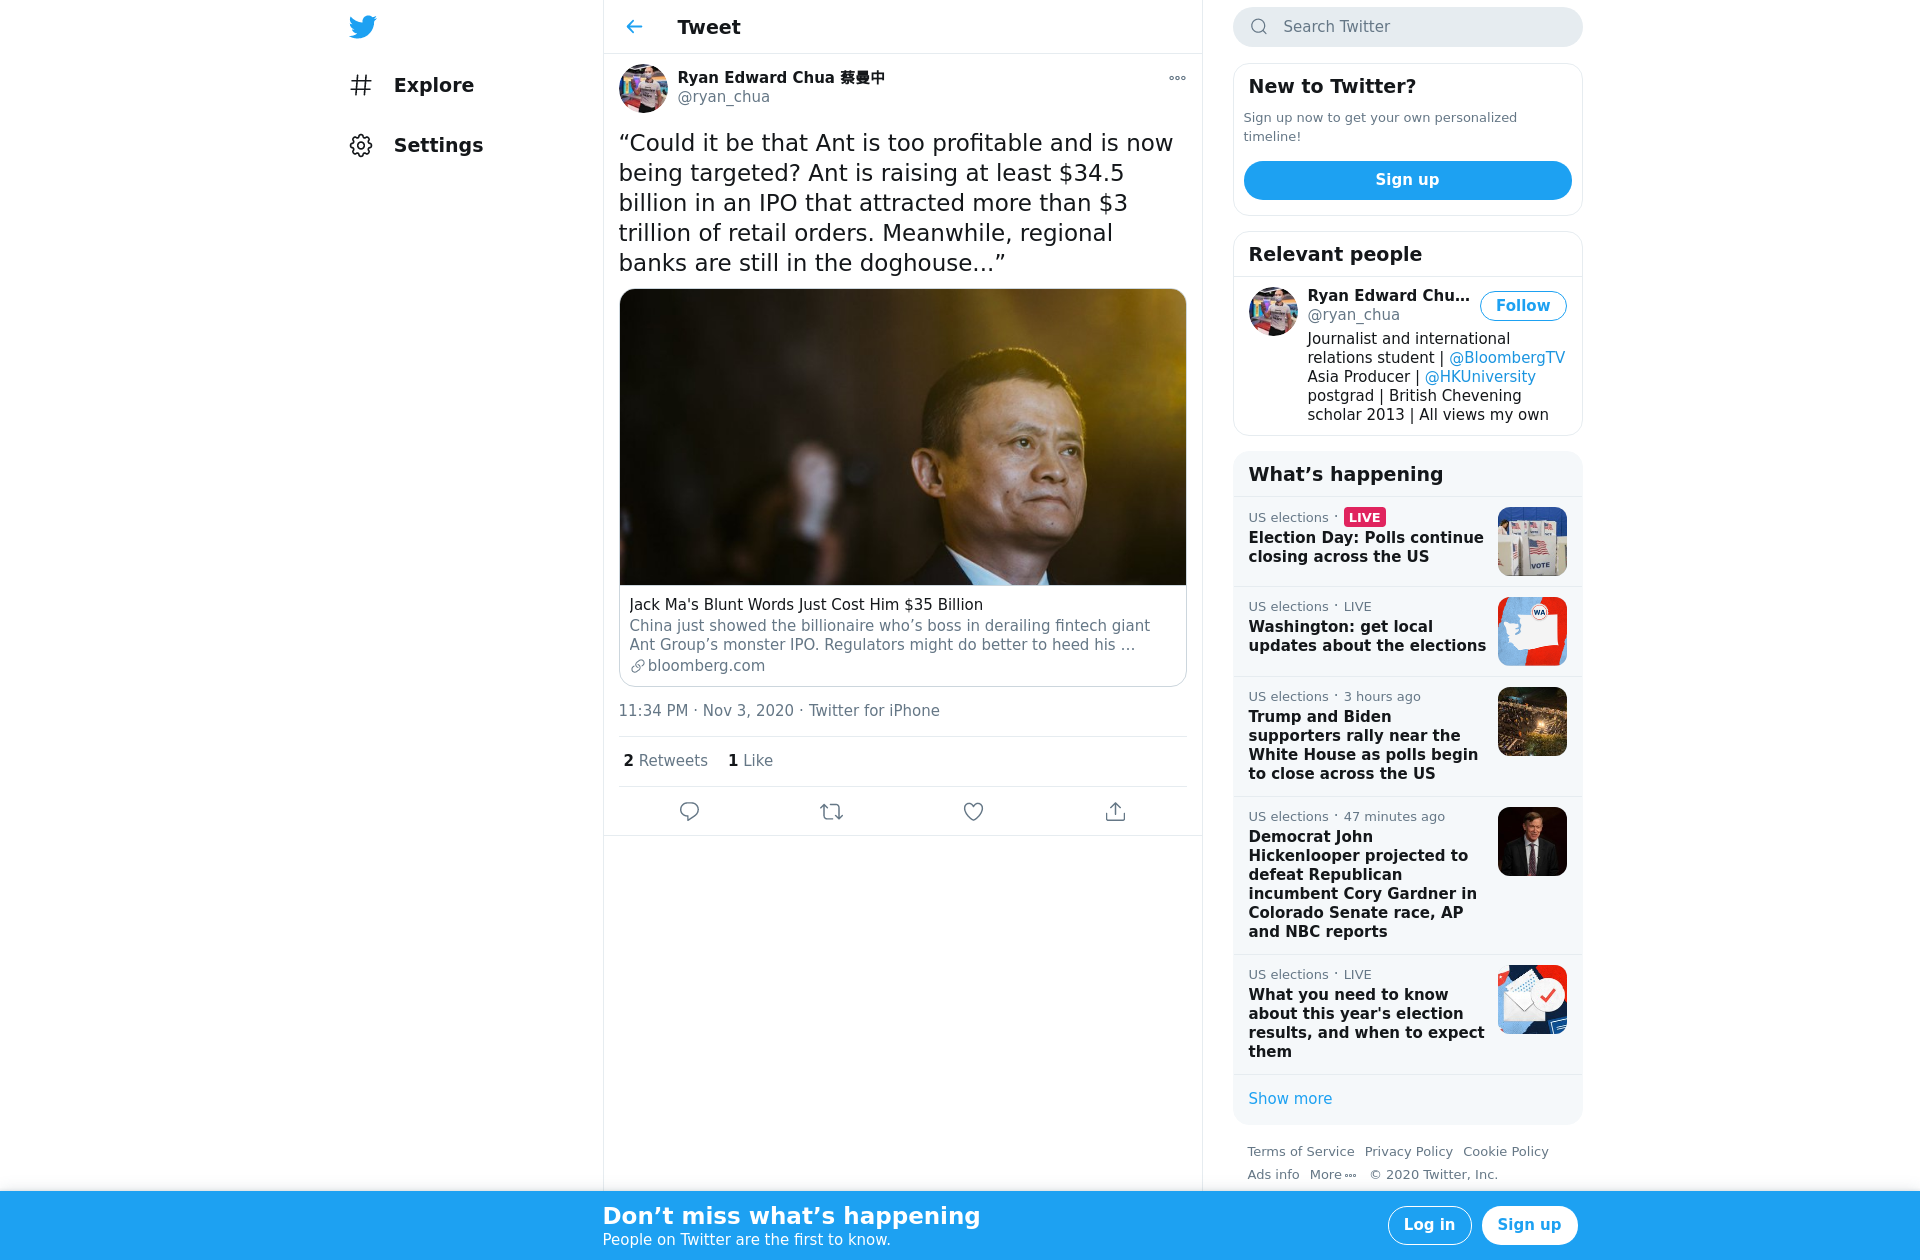 Explore
Settings
Tweet
Ryan Edward Chua 蔡曼中
@ryan_chua
“Could it be that Ant is too profitable and is now
being targeted? Ant is raising at least $34.5
billion in an IPO that attracted more than $3
trillion of retail orders. Meanwhile, regional
banks are still in the doghouse...”
Jack Ma's Blunt Words Just Cost Him $35 Billion
China just showed the billionaire who’s boss in derailing fintech giant
Ant Group’s monster IPO. Regulators might do better to heed his …
bloomberg.com
11:34 PM · Nov 3, 2020 · Twitter for iPhone
2 Retweets 1 Like
Search Twitter
New to Twitter?
Sign up now to get your own personalized
timeline!
Sign up
Relevant people
Ryan Edward Chu…
@ryan_chua
Follow
Journalist and international
relations student | @BloombergTV
Asia Producer | @HKUniversity
postgrad | British Chevening
scholar 2013 | All views my own
What’s happening
US elections · LIVE
Election Day: Polls continue
closing across the US
VOTE
US elections · LIVE
Washington: get local
updates about the elections
WA
US elections · 3 hours ago
Trump and Biden
supporters rally near the
White House as polls begin
to close across the US
US elections · 47 minutes ago
Democrat John
Hickenlooper projected to
defeat Republican
incumbent Cory Gardner in
Colorado Senate race, AP
and NBC reports
US elections · LIVE
What you need to know
about this year's election
results, and when to expect
them
Show more
Terms of Service Privacy Policy Cookie Policy
Ads info More © 2020 Twitter, Inc.
Don’t miss what’s happening
People on Twitter are the first to know.
Log in
Sign up